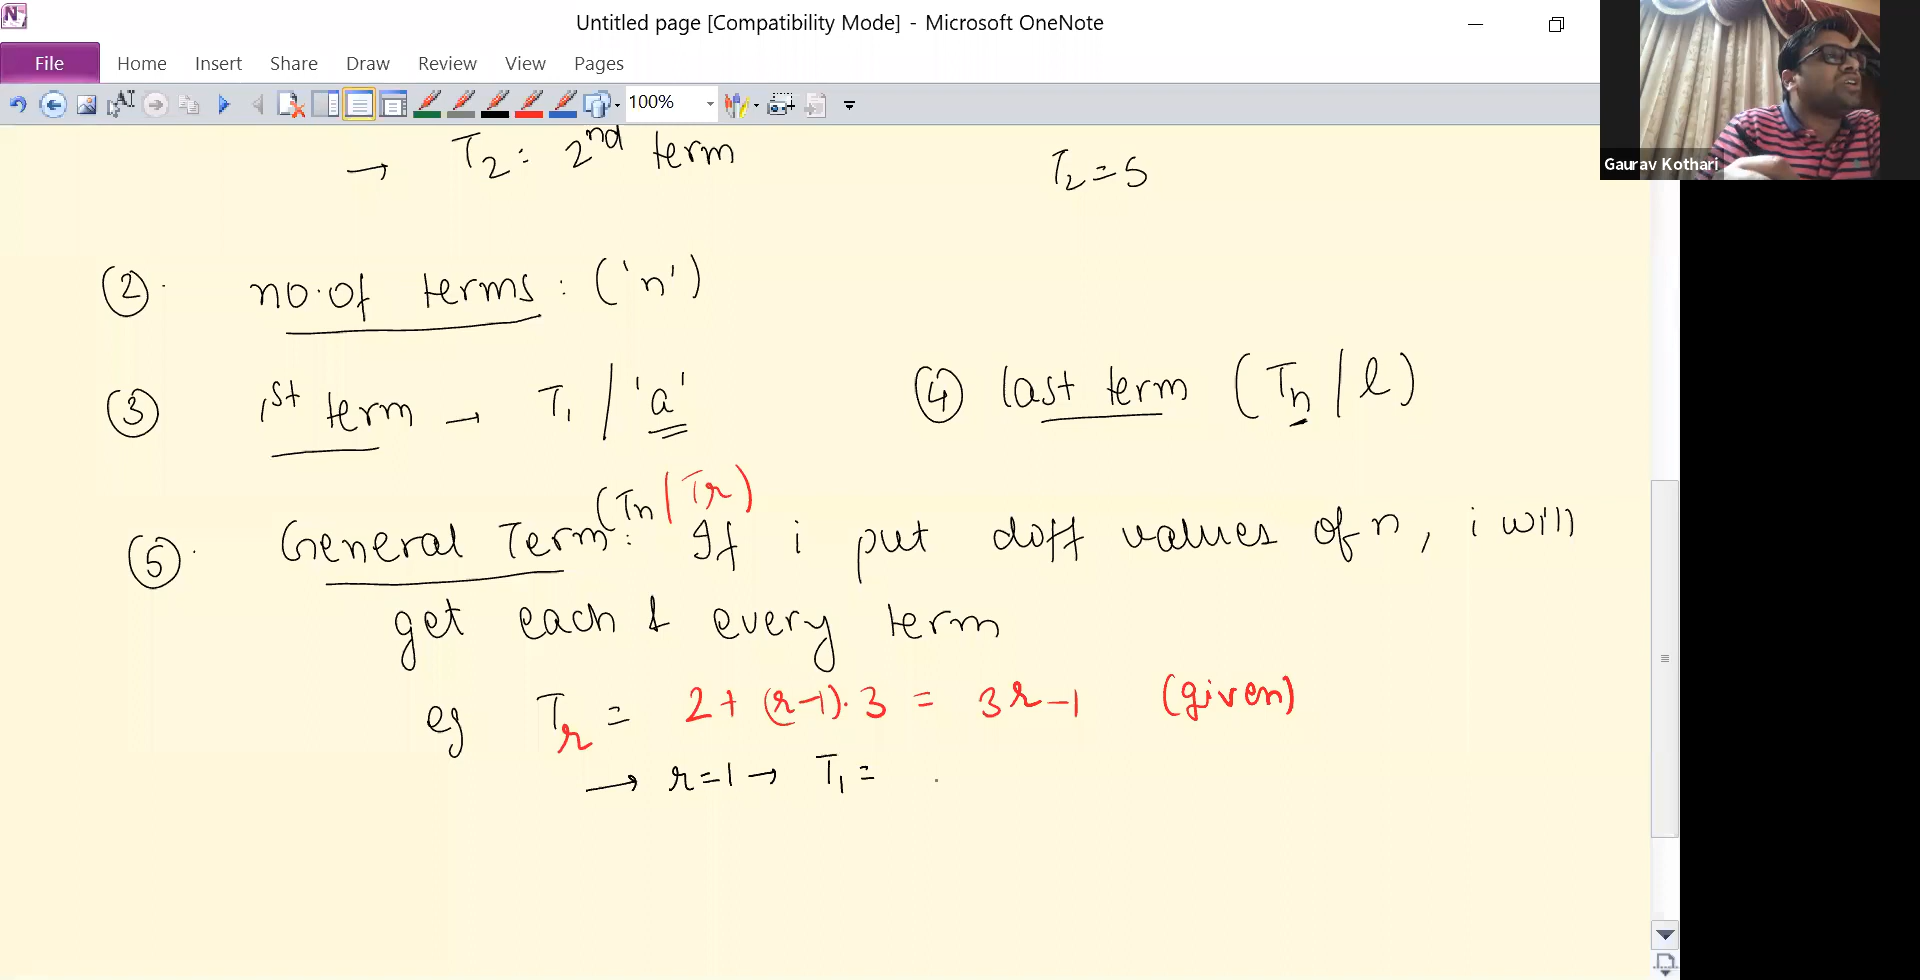 Untitled page [Compatibility Mode] - Microsoft OneNote
File Home Insert Share Draw Review View Pages
100%
Gaurav Kothari
→ T₂ : 2nd term T₂ = 5
② no. of terms : ('n')
③ 1st term → T₁ / 'a' ④ last term (Tn / l)
(Tn / Tr)
⑤ General Term : If i put diff values of n, i will
get each & every term
eg Tr = 2 + (r-1)·3 = 3r-1 (given)
→ r=1 → T₁ =